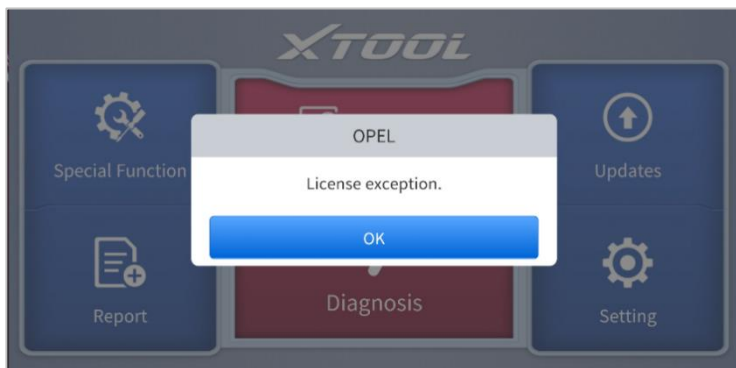 XTOOL
OPEL
License exception.
OK
Special Function
Updates
Report
Diagnosis
Setting